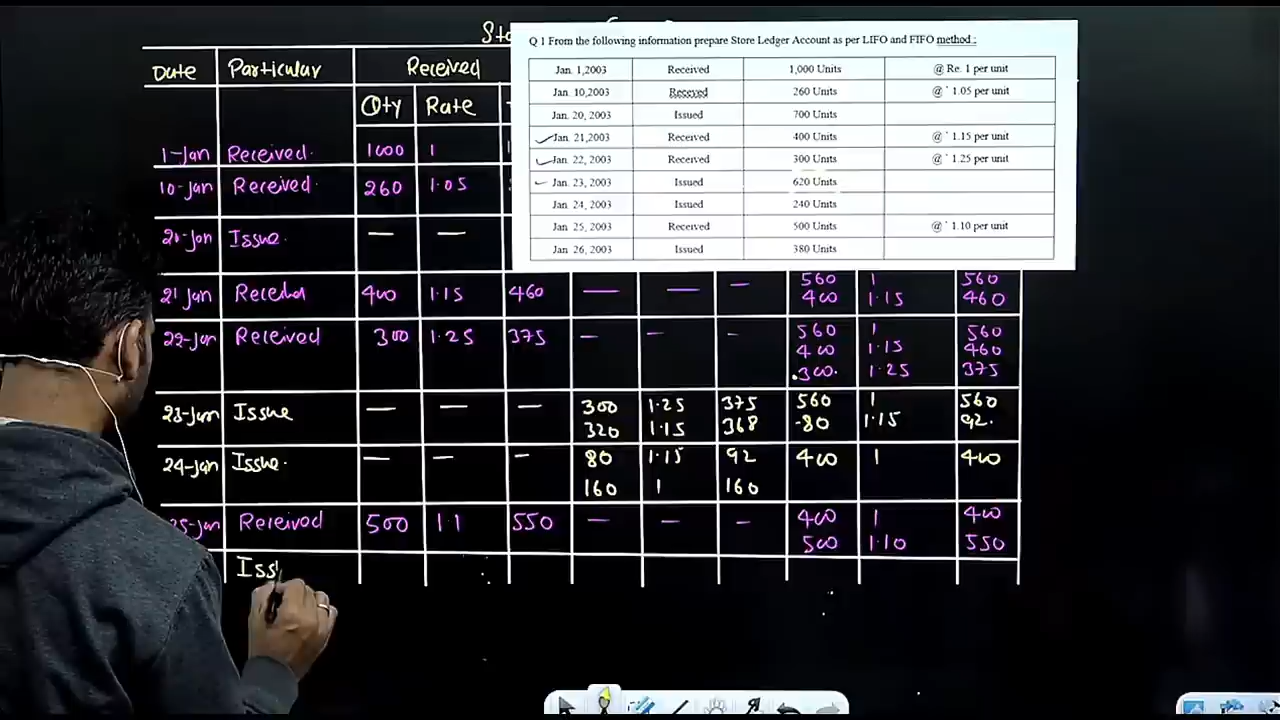 Sto
Q 1 From the following information prepare Store Ledger Account as per LIFO and FIFO method :
Jan. 1,2003 Received 1,000 Units @ Re. 1 per unit
Jan. 10,2003 Received 260 Units @ ` 1.05 per unit
Jan. 20, 2003 Issued 700 Units
Jan. 21,2003 Received 400 Units @ ` 1.15 per unit
Jan. 22, 2003 Received 300 Units @ ` 1.25 per unit
Jan. 23, 2003 Issued 620 Units
Jan. 24, 2003 Issued 240 Units
Jan. 25, 2003 Received 500 Units @ ` 1.10 per unit
Jan. 26, 2003 Issued 380 Units
Date Particular Received
Qty Rate
1-Jan Received. 1000 1
10-Jan Received. 260 1.05
20-Jan Issue. — —
560 1 560
21 Jan Received 400 1.15 460 — — — 400 1.15 460
560 1 560
22-Jan Received 300 1.25 375 — — — 400 1.15 460
300 1.25 375
23-Jan Issue — — — 300 1.25 375 560 1 560
320 1.15 368 80 1.15 92
24-Jan Issue. — — — 80 1.15 92 400 1 400
160 1 160
25-Jan Received 500 1.1 550 — — — 400 1 400
500 1.10 550
Iss